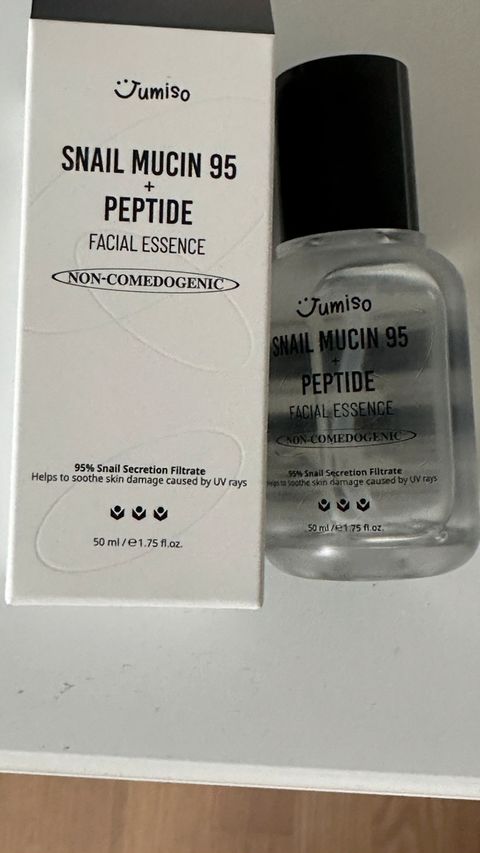 Jumiso
SNAIL MUCIN 95
+
PEPTIDE
FACIAL ESSENCE
NON-COMEDOGENIC
95% Snail Secretion Filtrate
Helps to soothe skin damage caused by UV rays
50 ml / ℮ 1.75 fl.oz.
Jumiso
SNAIL MUCIN 95
+
PEPTIDE
FACIAL ESSENCE
NON-COMEDOGENIC
95% Snail Secretion Filtrate
Helps to soothe skin damage caused by UV rays
50 ml / ℮ 1.75 fl.oz.